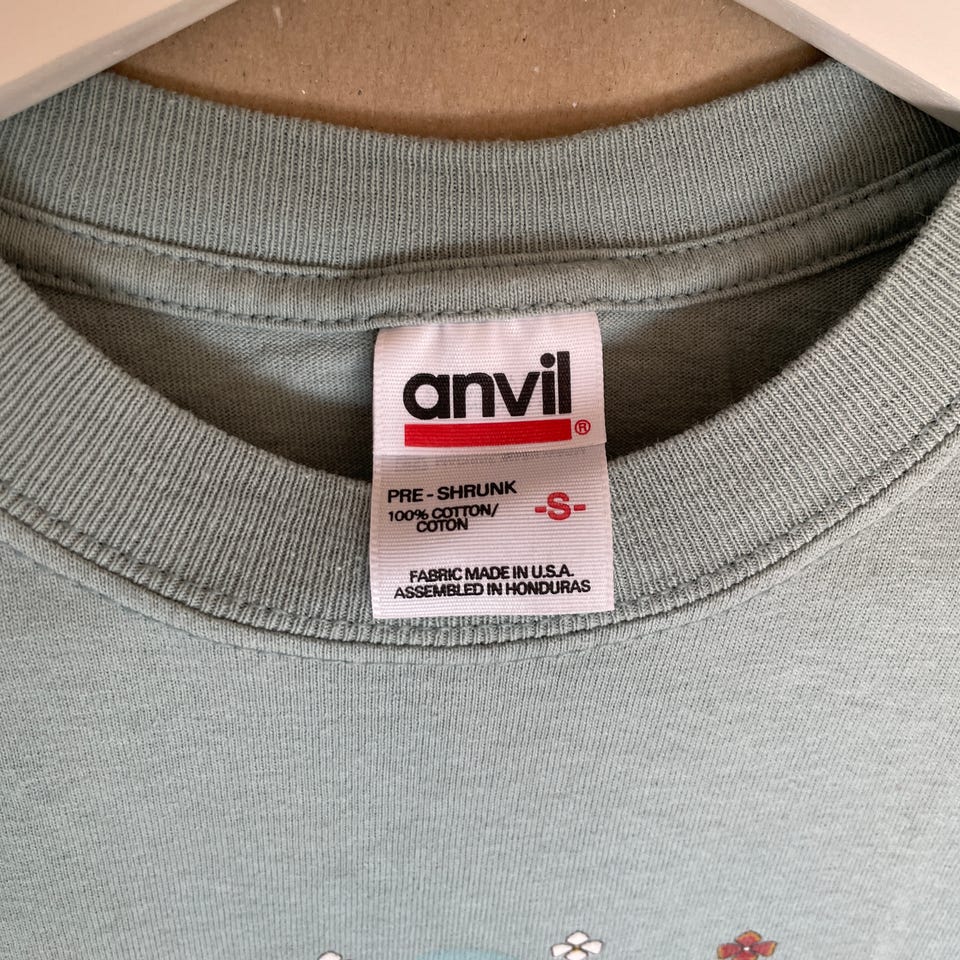 anvil
®
PRE - SHRUNK
100% COTTON/
COTON
-S-
FABRIC MADE IN U.S.A.
ASSEMBLED IN HONDURAS